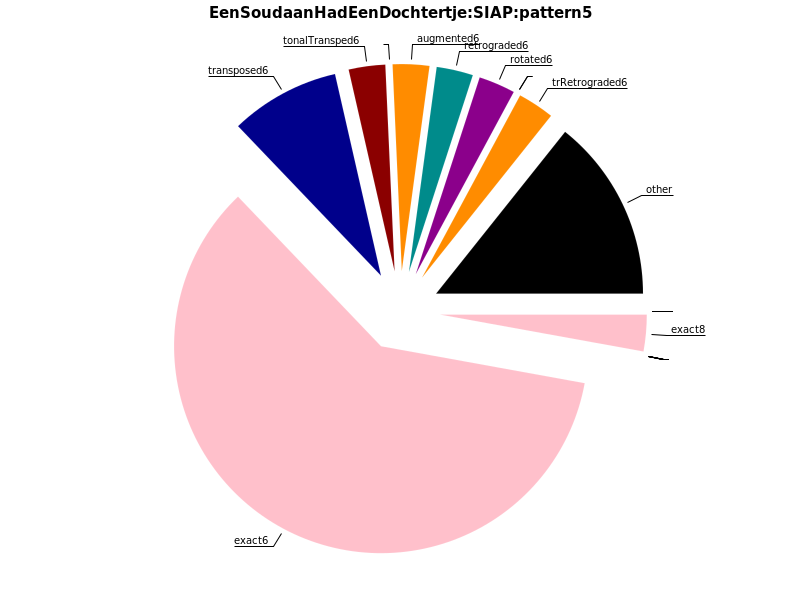 EenSoudaanHadEenDochtertje:SIAP:pattern5
augmented6
tonalTransped6
retrograded6
rotated6
transposed6
trRetrograded6
other
exact8
exact6